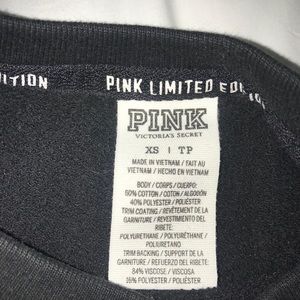 DITION
PINK LIMITED ED
PINK
VICTORIA'S SECRET
XS | TP
MADE IN VIETNAM / FAIT AU
VIETNAM / HECHO EN VIETNAM
BODY / CORPS / CUERPO:
60% COTTON / COTON / ALGODÓN
40% POLYESTER / POLIÉSTER
TRIM COATING / REVÊTEMENT DE LA
GARNITURE / REVESTIMIENTO DEL
RIBETE:
POLYURETHANE / POLYURÉTHANE /
POLIURETANO
TRIM BACKING / SUPPORT DE LA
GARNITURE / REFUERZO DEL RIBETE:
84% VISCOSE / VISCOSA
16% POLYESTER / POLIÉSTER